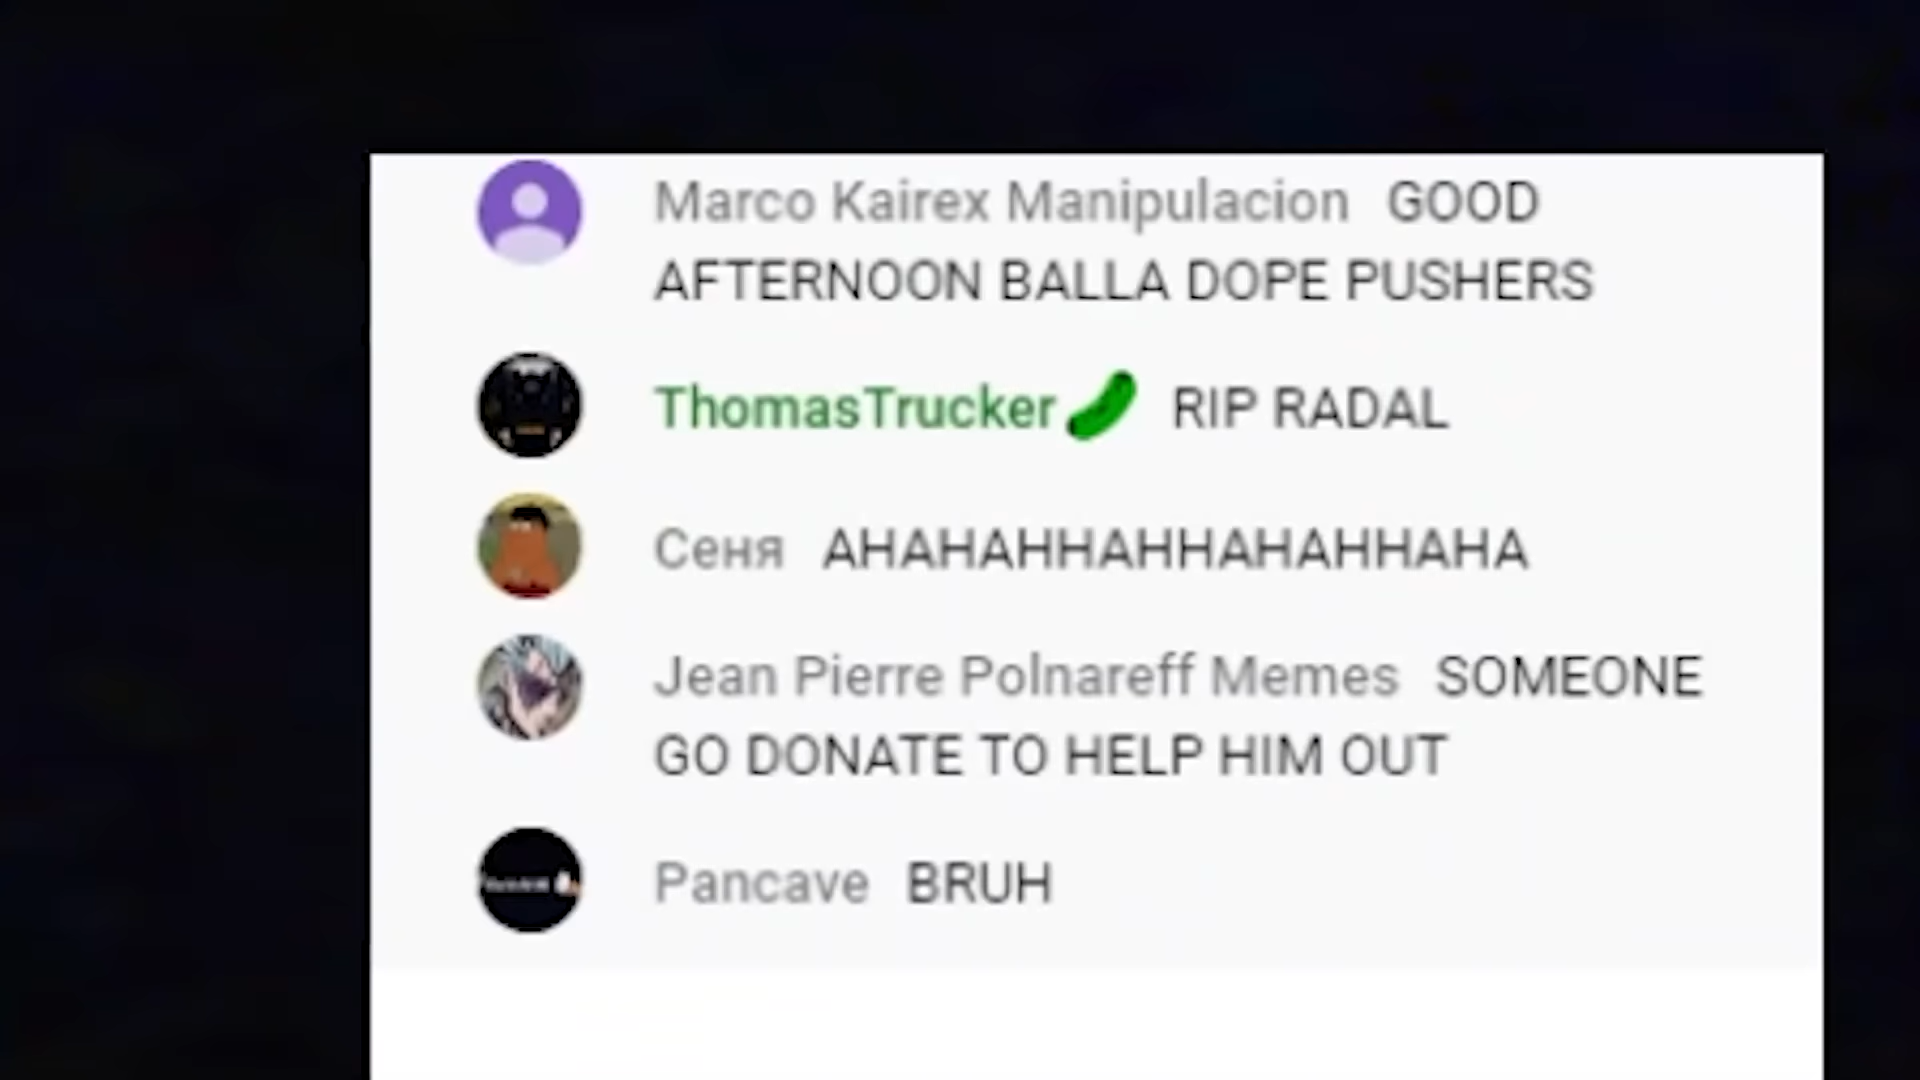 Marco Kairex Manipulacion GOOD
AFTERNOON BALLA DOPE PUSHERS
ThomasTrucker RIP RADAL
Сеня AHAHAHHAHHAHAHHAHA
Jean Pierre Polnareff Memes SOMEONE
GO DONATE TO HELP HIM OUT
Pancave BRUH